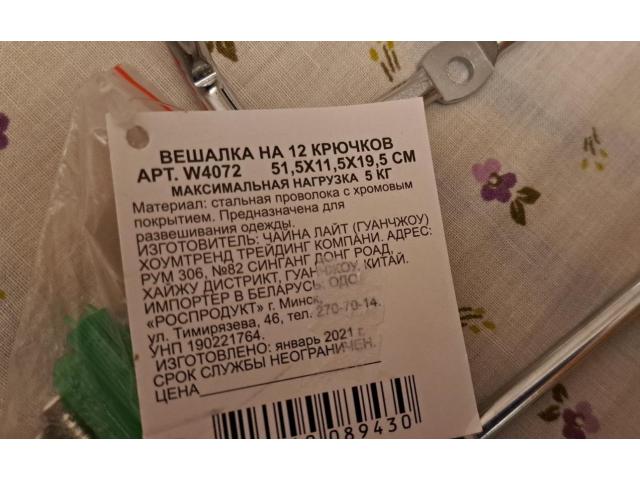 ВЕШАЛКА НА 12 КРЮЧКОВ
АРТ. W4072 51,5Х11,5Х19,5 СМ
МАКСИМАЛЬНАЯ НАГРУЗКА 5 КГ
Материал: стальная проволока с хромовым
покрытием. Предназначена для
развешивания одежды.
ИЗГОТОВИТЕЛЬ: ЧАЙНА ЛАЙТ (ГУАНЧЖОУ)
ХОУМТРЕНД ТРЕЙДИНГ КОМПАНИ. АДРЕС:
РУМ 306, №82 СИНГАНГ ДОНГ РОАД,
ХАЙЖУ ДИСТРИКТ, ГУАНЧЖОУ, КИТАЙ.
ИМПОРТЕР В БЕЛАРУСЬ: ОДО
«РОСПРОДУКТ» г. Минск,
ул. Тимирязева, 46, тел. 270-70-14.
УНП 190221764.
ИЗГОТОВЛЕНО: январь 2021 г.
СРОК СЛУЖБЫ НЕОГРАНИЧЕН.
ЦЕНА
W4072
089430